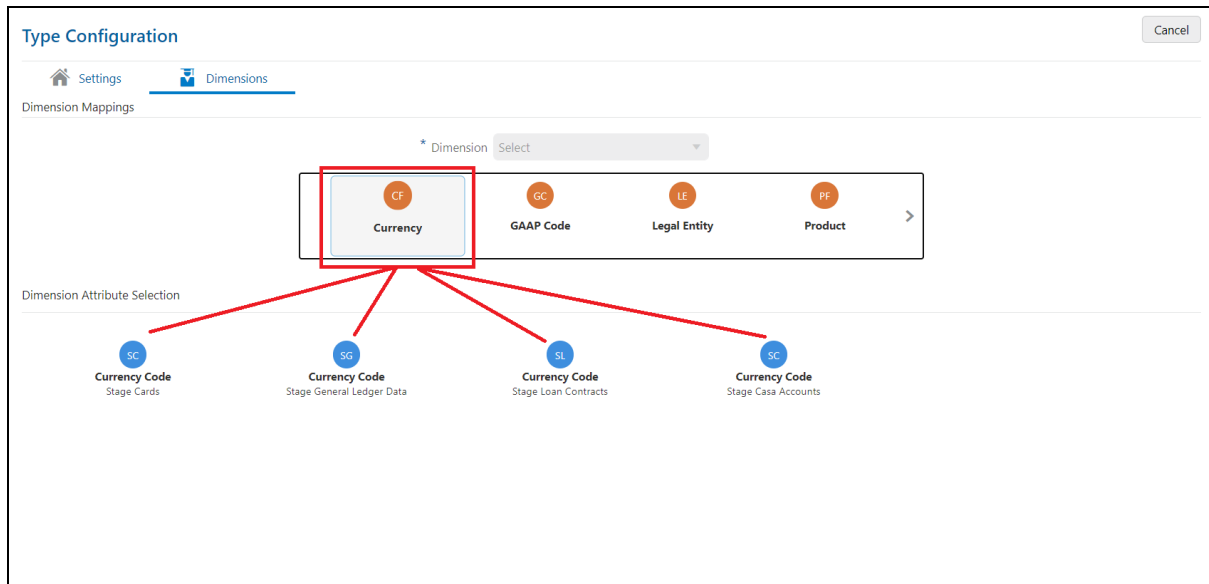 Type Configuration
Cancel
Settings
Dimensions
Dimension Mappings
* Dimension Select
CF
GC
LE
PF
Currency
GAAP Code
Legal Entity
Product
Dimension Attribute Selection
SC
SG
SL
SC
Currency Code
Currency Code
Currency Code
Currency Code
Stage Cards
Stage General Ledger Data
Stage Loan Contracts
Stage Casa Accounts